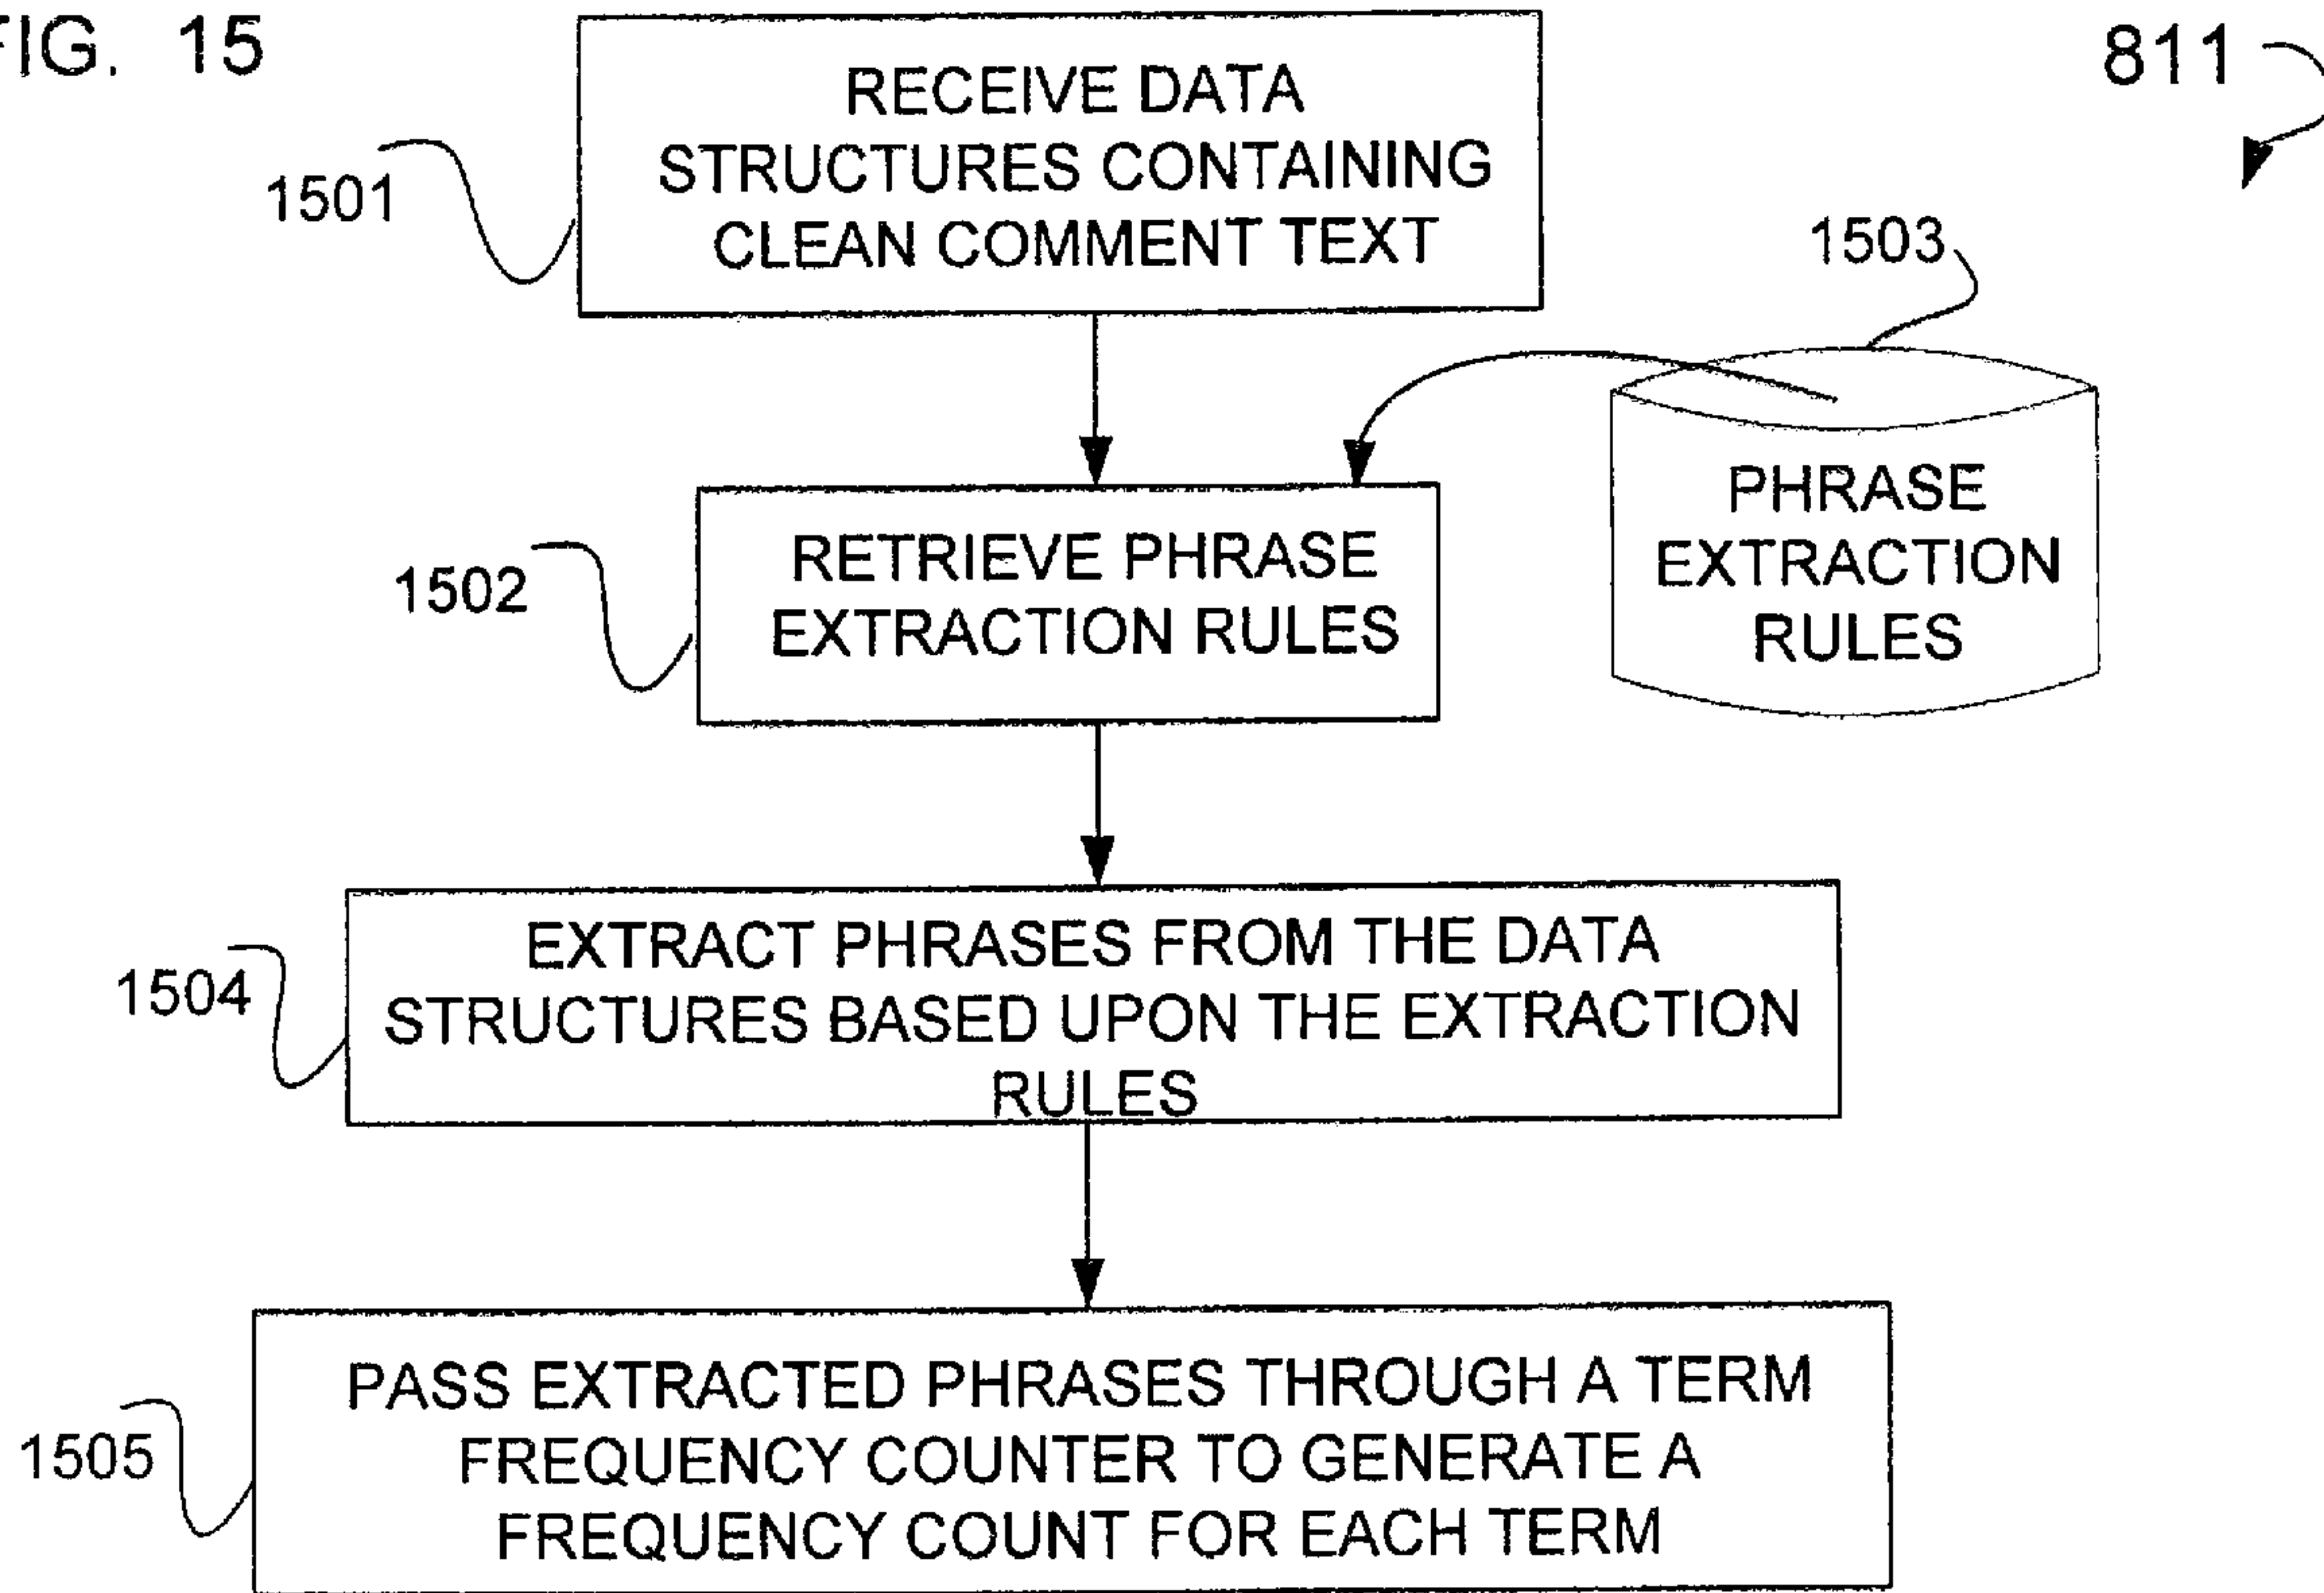 FIG. 15
811
RECEIVE DATA
STRUCTURES CONTAINING
CLEAN COMMENT TEXT
1501
1503
RETRIEVE PHRASE
EXTRACTION RULES
1502
PHRASE
EXTRACTION
RULES
EXTRACT PHRASES FROM THE DATA
STRUCTURES BASED UPON THE EXTRACTION
RULES
1504
PASS EXTRACTED PHRASES THROUGH A TERM
FREQUENCY COUNTER TO GENERATE A
FREQUENCY COUNT FOR EACH TERM
1505